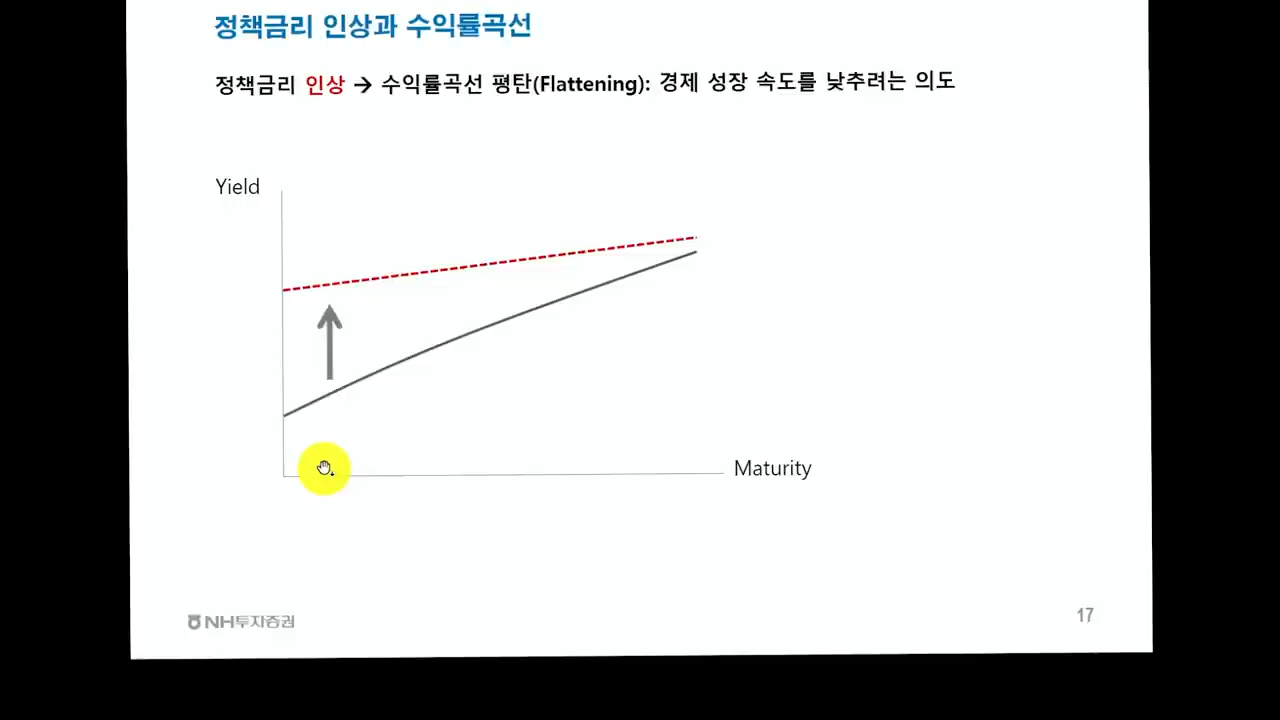 정책금리 인상과 수익률곡선
정책금리 인상 → 수익률곡선 평탄(Flattening): 경제 성장 속도를 낮추려는 의도
Yield
Maturity
NH투자증권
17